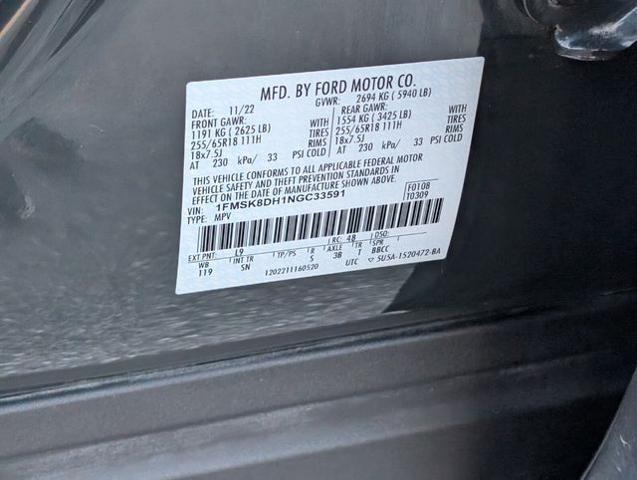 MFD. BY FORD MOTOR CO.
DATE: 11/22 GVWR: 2694 KG ( 5940 LB)
FRONT GAWR: WITH REAR GAWR: WITH
1191 KG ( 2625 LB) TIRES 1554 KG ( 3425 LB) TIRES
255/65R18 111H RIMS 255/65R18 111H RIMS
18x7.5J 18x7.5J
AT 230 kPa/ 33 PSI COLD AT 230 kPa/ 33 PSI COLD
THIS VEHICLE CONFORMS TO ALL APPLICABLE FEDERAL MOTOR
VEHICLE SAFETY AND THEFT PREVENTION STANDARDS IN
EFFECT ON THE DATE OF MANUFACTURE SHOWN ABOVE.
VIN: 1FMSK8DH1NGC33591 F0108
TYPE: MPV T0309
EXT PNT: L9 RC: 48 DSO:
WB INT TR TP/PS R AXLE TR SPR
119 SN 5 3B T BBCC
1202211160520 UTC 5U5A-1520472-BA